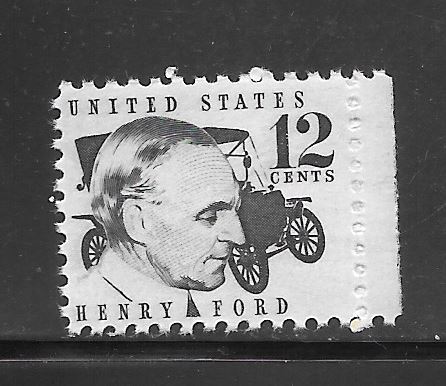 UNITED STATES
12
CENTS
HENRY FORD